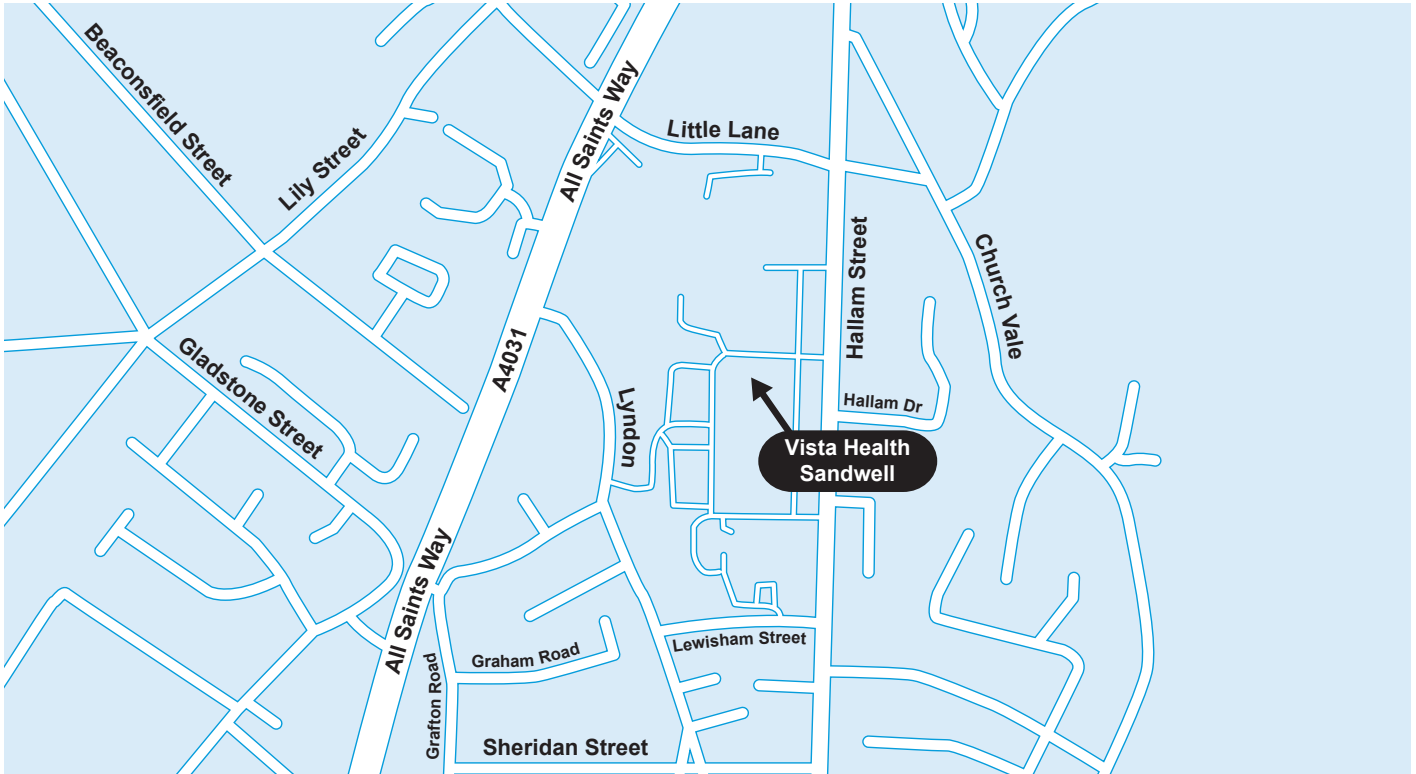 Beaconsfield Street
Lily Street
All Saints Way
Little Lane
Hallam Street
Church Vale
A4031
Gladstone Street
Lyndon
Hallam Dr
Vista Health
Sandwell
All Saints Way
Lewisham Street
Graham Road
Grafton Road
Sheridan Street